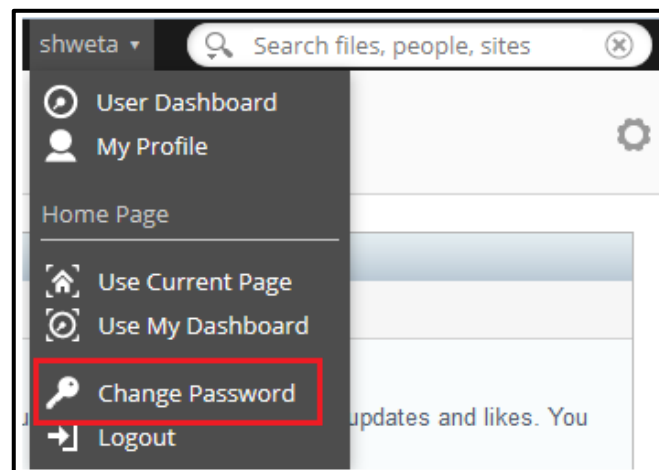 shweta
Search files, people, sites
User Dashboard
My Profile
Home Page
Use Current Page
Use My Dashboard
Change Password
updates and likes. You
Logout